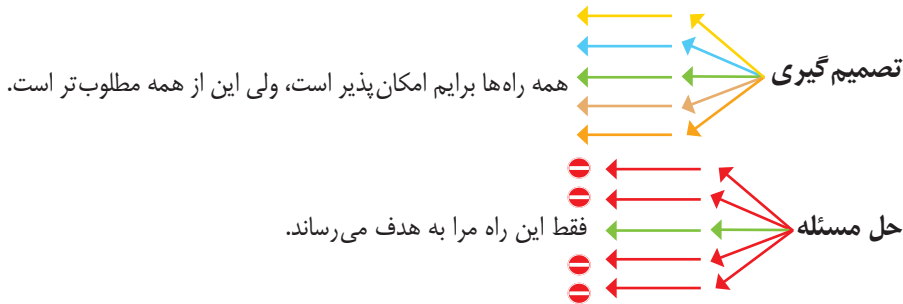 تصمیم گیری
همه راه‌ها برایم امکان‌پذیر است، ولی این از همه مطلوب‌تر است.
حل مسئله
فقط این راه مرا به هدف می‌رساند.